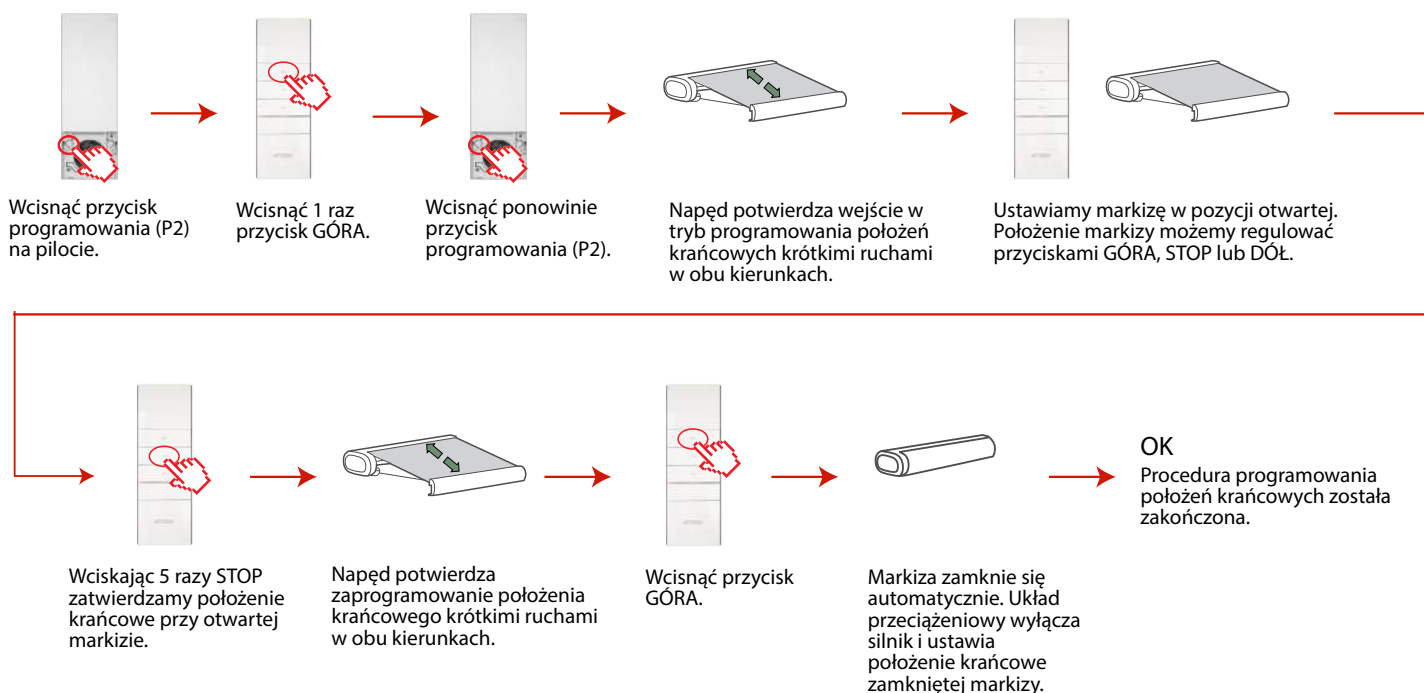 Wcisnąć przycisk
programowania (P2)
na pilocie.
Wcisnąć 1 raz
przycisk GÓRA.
Wcisnąć ponowinie
przycisk
programowania (P2).
Napęd potwierdza wejście w
tryb programowania położeń
krańcowych krótkimi ruchami
w obu kierunkach.
Ustawiamy markizę w pozycji otwartej.
Położenie markizy możemy regulować
przyciskami GÓRA, STOP lub DÓŁ.
Wciskając 5 razy STOP
zatwierdzamy położenie
krańcowe przy otwartej
markizie.
Napęd potwierdza
zaprogramowanie położenia
krańcowego krótkimi ruchami
w obu kierunkach.
Wcisnąć przycisk
GÓRA.
Markiza zamknie się
automatycznie. Układ
przeciążeniowy wyłącza
silnik i ustawia
położenie krańcowe
zamkniętej markizy.
OK
Procedura programowania
położeń krańcowych została
zakończona.